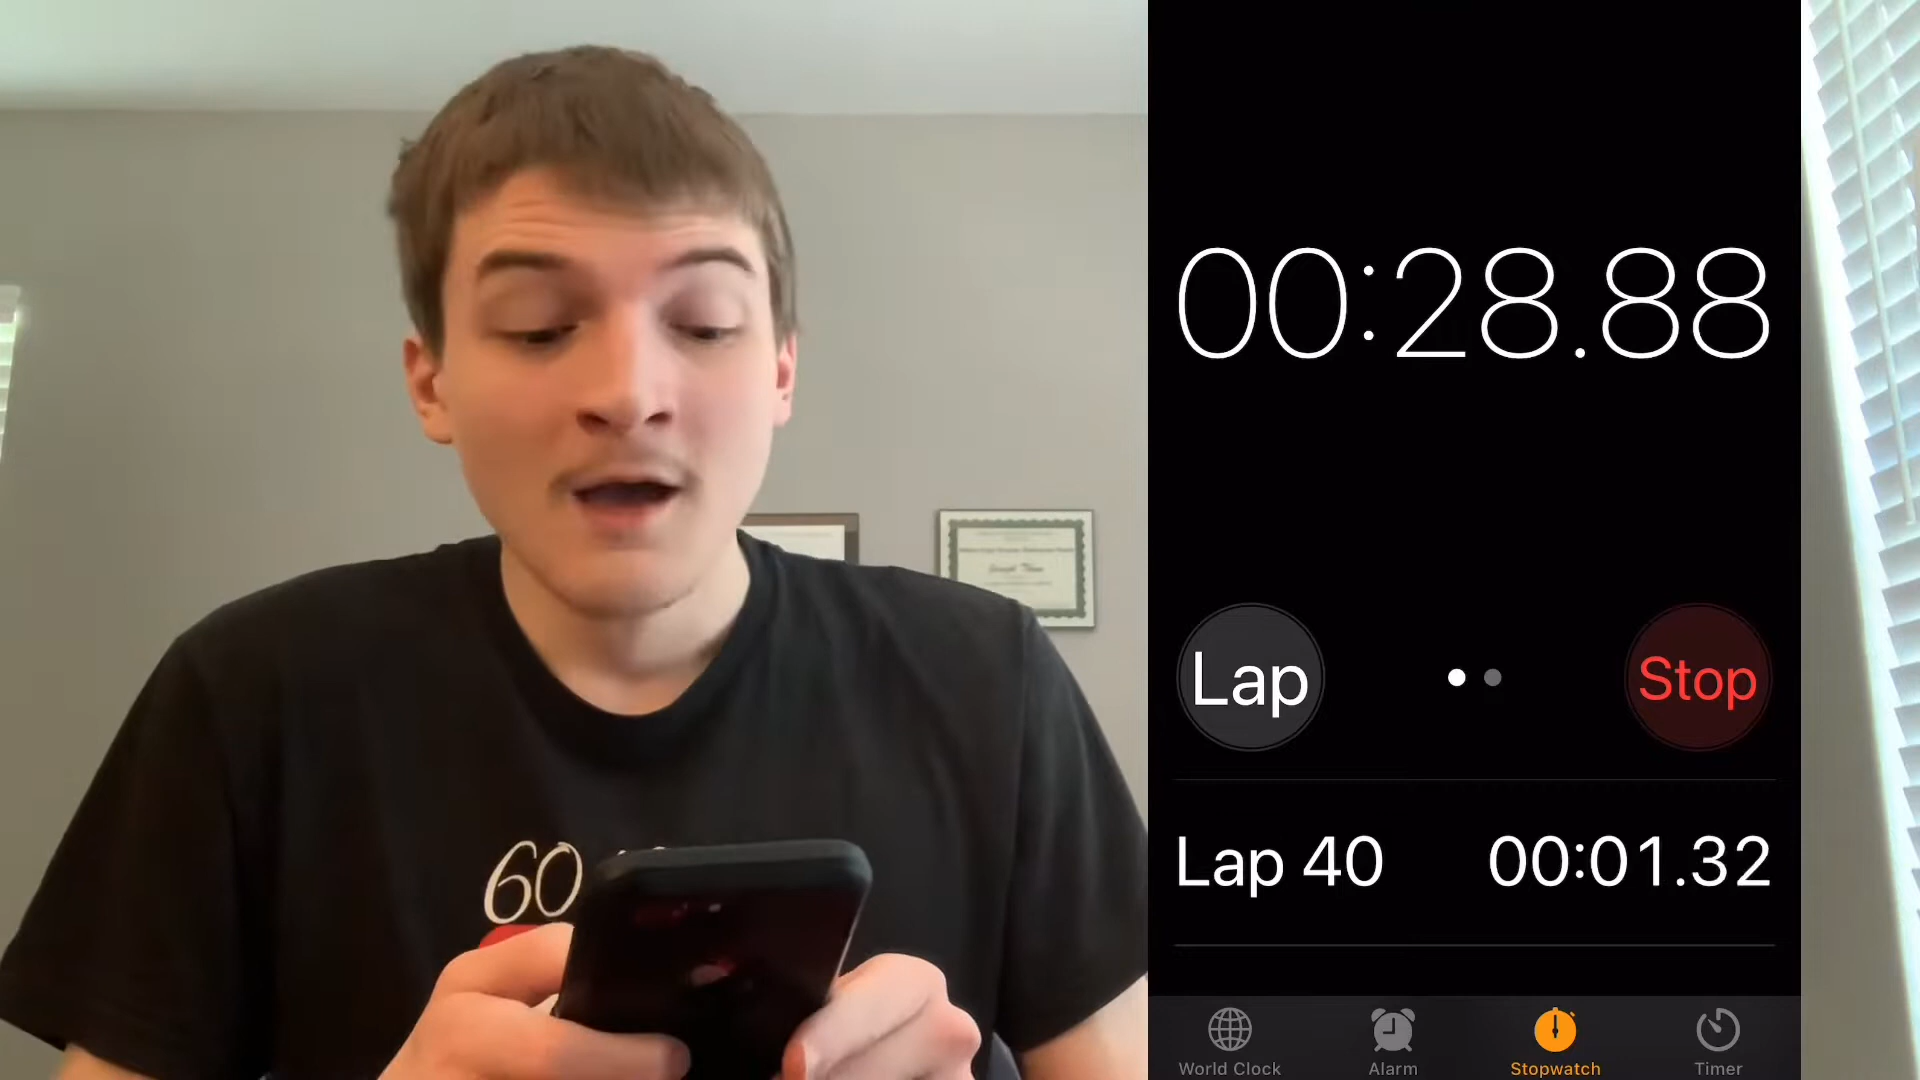 00:28.88
Lap
Stop
Lap 40
00:01.32
World Clock
Alarm
Stopwatch
Timer
60